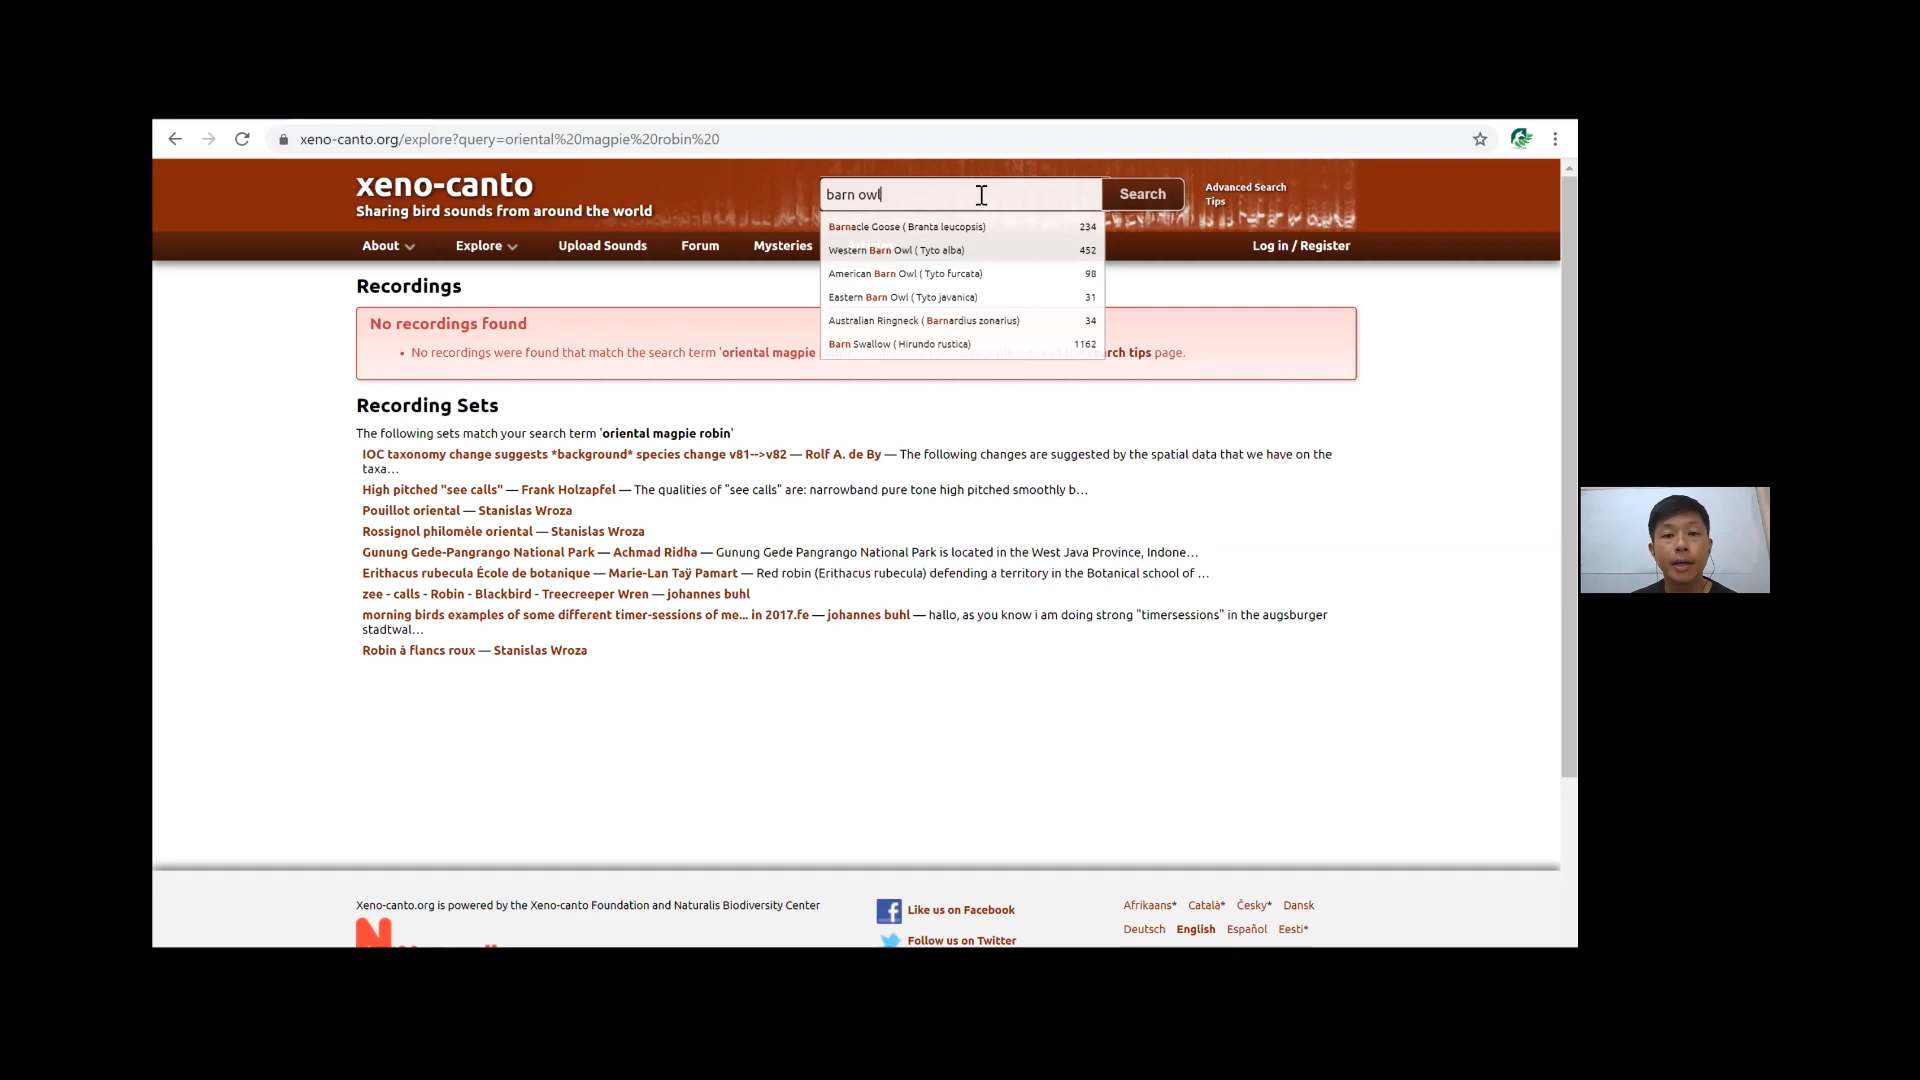 xeno-canto.org/explore?query=oriental%20magpie%20robin%20
xeno-canto
Sharing bird sounds from around the world
barn owl
Search
Advanced Search
Tips
About
Explore
Upload Sounds
Forum
Mysteries
Log in / Register
Barnacle Goose ( Branta leucopsis) 234
Western Barn Owl ( Tyto alba) 452
American Barn Owl ( Tyto furcata) 98
Eastern Barn Owl ( Tyto javanica) 31
Australian Ringneck ( Barnardius zonarius) 34
Barn Swallow ( Hirundo rustica) 1162
Recordings
No recordings found
• No recordings were found that match the search term 'oriental magpie rch tips page.
Recording Sets
The following sets match your search term 'oriental magpie robin'
IOC taxonomy change suggests *background* species change v81-->v82 — Rolf A. de By — The following changes are suggested by the spatial data that we have on the
taxa…
High pitched "see calls" — Frank Holzapfel — The qualities of "see calls" are: narrowband pure tone high pitched smoothly b…
Pouillot oriental — Stanislas Wroza
Rossignol philomèle oriental — Stanislas Wroza
Gunung Gede-Pangrango National Park — Achmad Ridha — Gunung Gede Pangrango National Park is located in the West Java Province, Indone…
Erithacus rubecula École de botanique — Marie-Lan Taÿ Pamart — Red robin (Erithacus rubecula) defending a territory in the Botanical school of …
zee - calls - Robin - Blackbird - Treecreeper Wren — johannes buhl
morning birds examples of some different timer-sessions of me... in 2017.fe — johannes buhl — hallo, as you know i am doing strong "timersessions" in the augsburger
stadtwal…
Robin à flancs roux — Stanislas Wroza
Xeno-canto.org is powered by the Xeno-canto Foundation and Naturalis Biodiversity Center
Like us on Facebook
Follow us on Twitter
Afrikaans* Català* Česky* Dansk
Deutsch English Español Eesti*